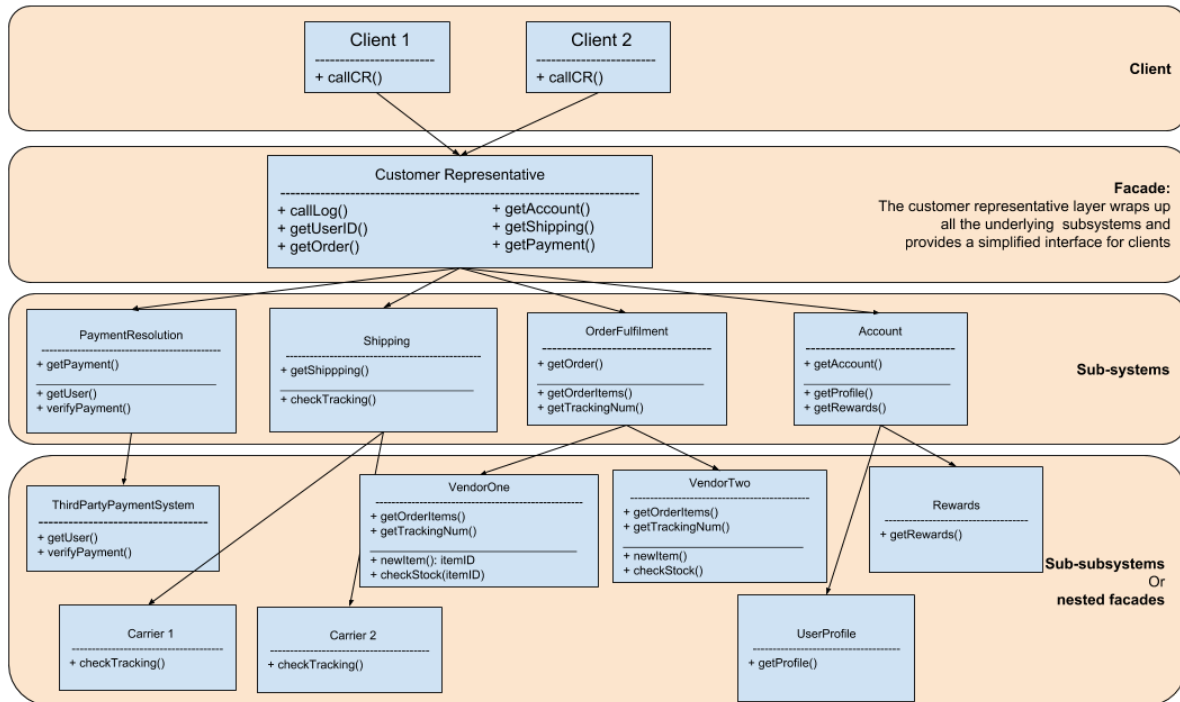 Client 1
------------------------
+ callCR()
Client 2
------------------------
+ callCR()
Client
Customer Representative
------------------------------------------------------------------------
+ callLog()
+ getUserID()
+ getOrder()
+ getAccount()
+ getShipping()
+ getPayment()
Facade:
The customer representative layer wraps up
all the underlying subsystems and
provides a simplified interface for clients
PaymentResolution
----------------------------------------
+ getPayment()
+ getUser()
+ verifyPayment()
Shipping
----------------------------------------
+ getShippping()
+ checkTracking()
OrderFulfilment
----------------------------------------
+ getOrder()
+ getOrderItems()
+ getTrackingNum()
Account
--------------------------------
+ getAccount()
+ getProfile()
+ getRewards()
Sub-systems
ThirdPartyPaymentSystem
----------------------------------------
+ getUser()
+ verifyPayment()
VendorOne
----------------------------------------
+ getOrderItems()
+ getTrackingNum()
+ newItem(): itemID
+ checkStock(itemID)
VendorTwo
----------------------------------------
+ getOrderItems()
+ getTrackingNum()
+ newItem()
+ checkStock()
Rewards
--------------------------------
+ getRewards()
Sub-subsystems
Or
nested facades
Carrier 1
--------------------------------
+ checkTracking()
Carrier 2
--------------------------------
+ checkTracking()
UserProfile
--------------------------------
+ getProfile()